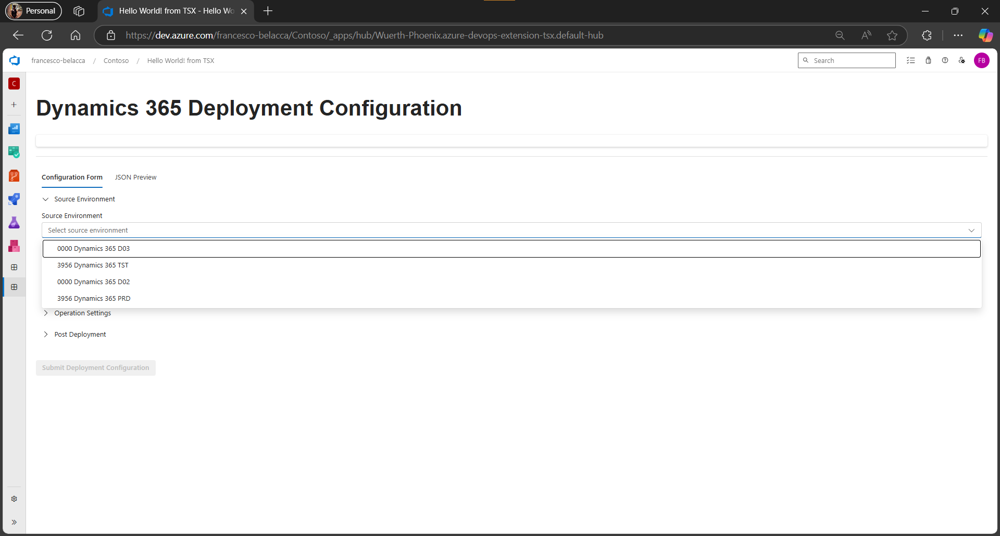 Personal
Hello World! from TSX - Hello Wo
https://dev.azure.com/francesco-belacca/Contoso/_apps/hub/Wuerth-Phoenix.azure-devops-extension-tsx.default-hub
francesco-belacca / Contoso / Hello World! from TSX
Search
FB
C
Dynamics 365 Deployment Configuration
Configuration Form
JSON Preview
Source Environment
Source Environment
Select source environment
0000 Dynamics 365 D03
3956 Dynamics 365 TST
0000 Dynamics 365 D02
3956 Dynamics 365 PRD
Operation Settings
Post Deployment
Submit Deployment Configuration